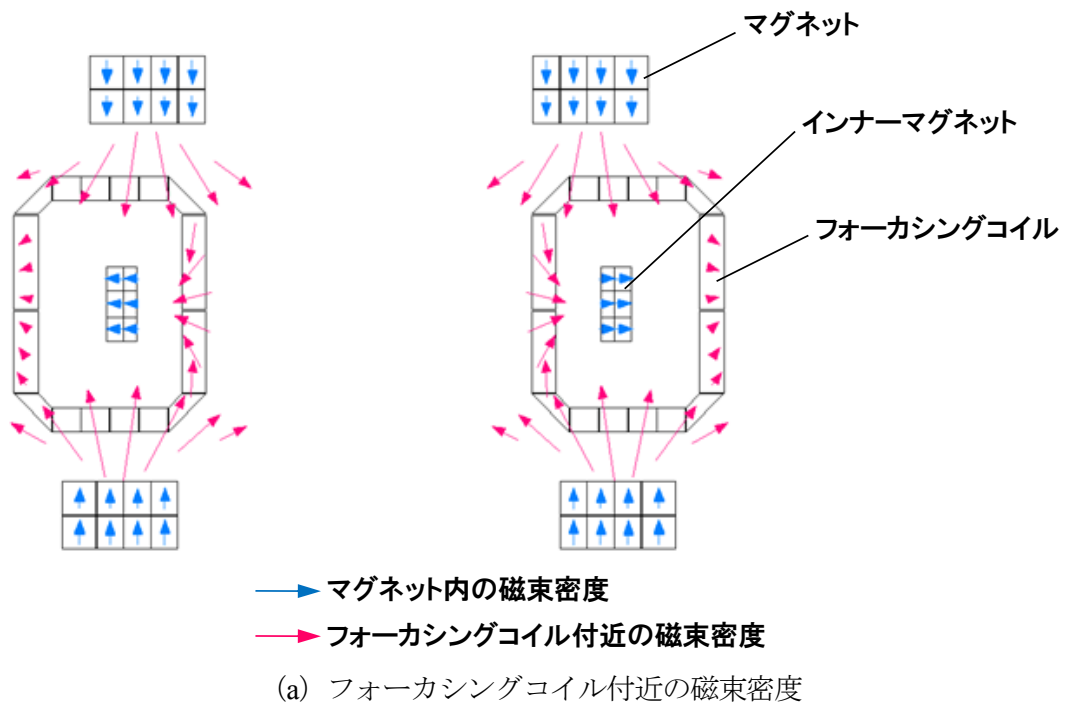 マグネット
インナーマグネット
フォーカシングコイル
マグネット内の磁束密度
フォーカシングコイル付近の磁束密度
(a) フォーカシングコイル付近の磁束密度